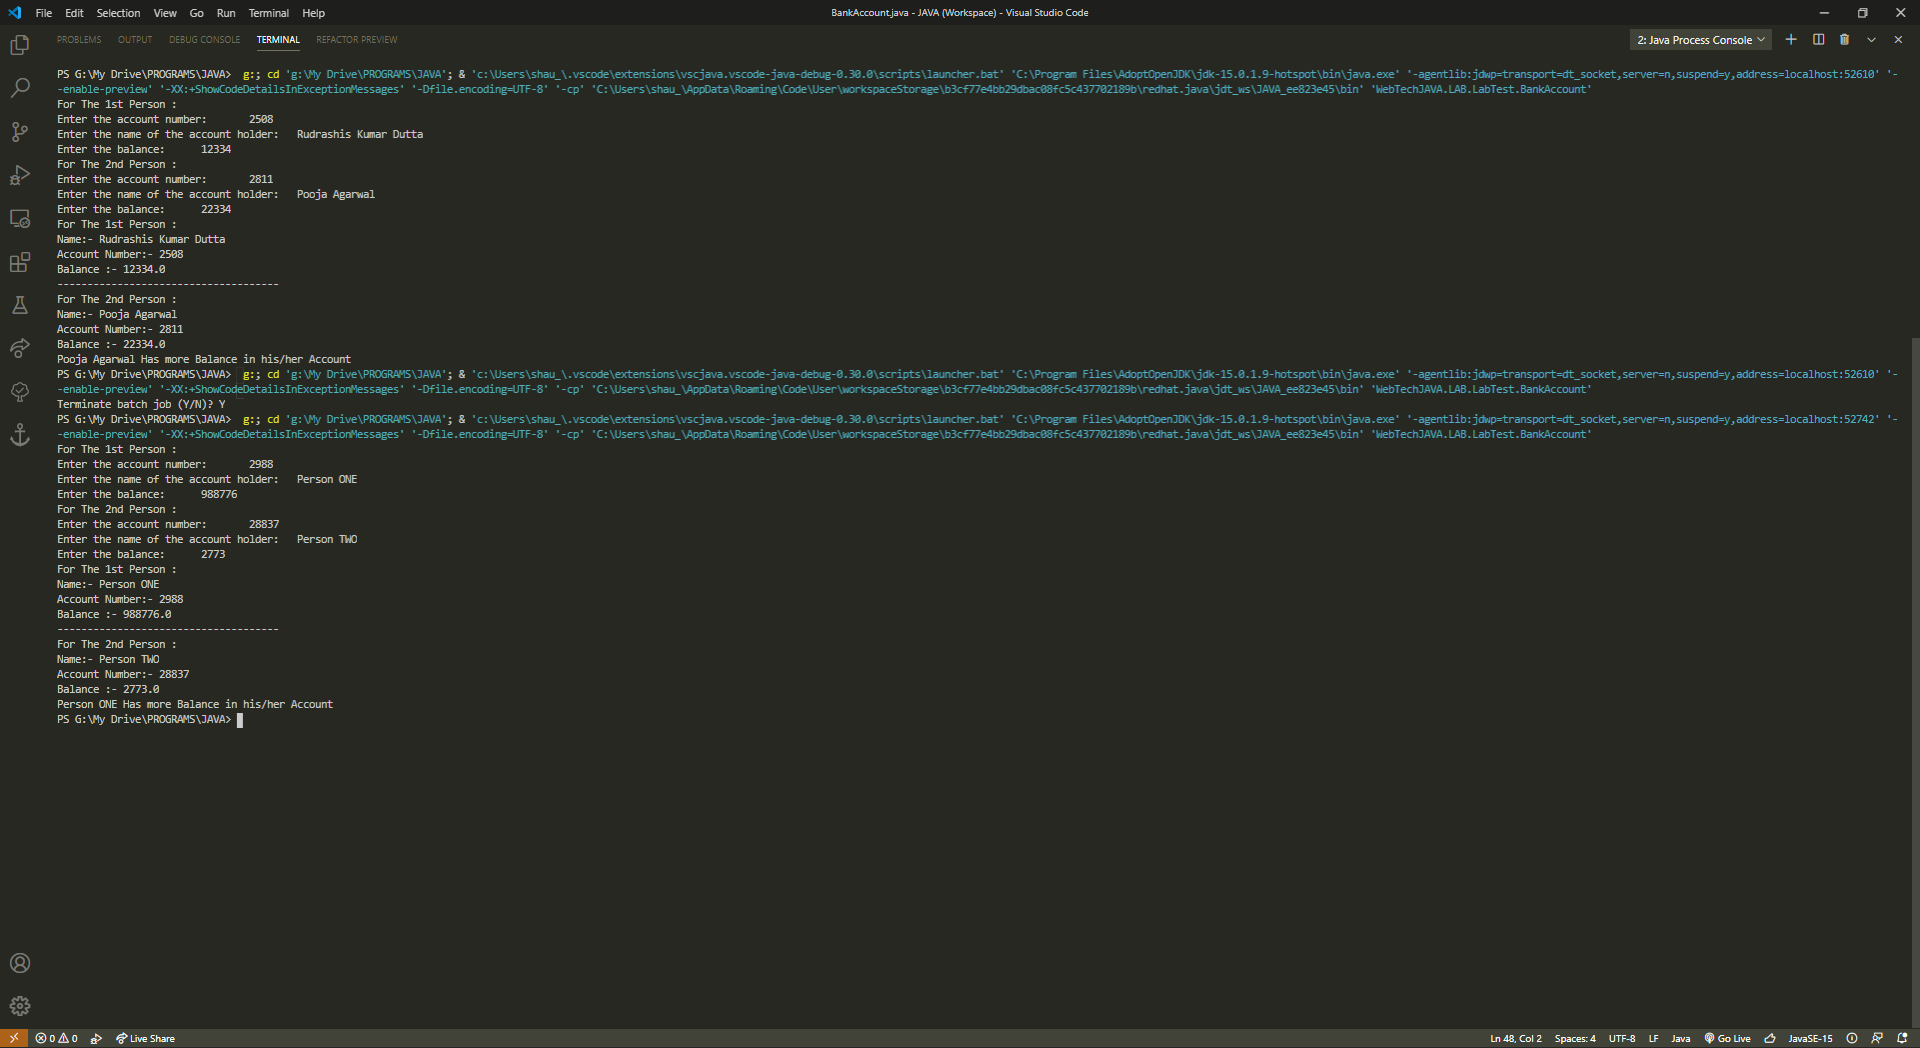 File Edit Selection View Go Run Terminal Help
BankAccount.java - JAVA (Workspace) - Visual Studio Code
PROBLEMS OUTPUT DEBUG CONSOLE TERMINAL REFACTOR PREVIEW
2: Java Process Console
PS G:\My Drive\PROGRAMS\JAVA>  g:; cd 'g:\My Drive\PROGRAMS\JAVA'; & 'c:\Users\shau_\.vscode\extensions\vscjava.vscode-java-debug-0.30.0\scripts\launcher.bat' 'C:\Program Files\AdoptOpenJDK\jdk-15.0.1.9-hotspot\bin\java.exe' '-agentlib:jdwp=transport=dt_socket,server=n,suspend=y,address=localhost:52610' '-
-enable-preview' '-XX:+ShowCodeDetailsInExceptionMessages' '-Dfile.encoding=UTF-8' '-cp' 'C:\Users\shau_\AppData\Roaming\Code\User\workspaceStorage\b3cf77e4bb29dbac08fc5c437702189b\redhat.java\jdt_ws\JAVA_ee823e45\bin' 'WebTechJAVA.LAB.LabTest.BankAccount'
For The 1st Person :
Enter the account number:       2508
Enter the name of the account holder:   Rudrashis Kumar Dutta
Enter the balance:      12334
For The 2nd Person :
Enter the account number:       2811
Enter the name of the account holder:   Pooja Agarwal
Enter the balance:      22334
For The 1st Person :
Name:- Rudrashis Kumar Dutta
Account Number:- 2508
Balance :- 12334.0
-------------------------------------
For The 2nd Person :
Name:- Pooja Agarwal
Account Number:- 2811
Balance :- 22334.0
Pooja Agarwal Has more Balance in his/her Account
PS G:\My Drive\PROGRAMS\JAVA>  g:; cd 'g:\My Drive\PROGRAMS\JAVA'; & 'c:\Users\shau_\.vscode\extensions\vscjava.vscode-java-debug-0.30.0\scripts\launcher.bat' 'C:\Program Files\AdoptOpenJDK\jdk-15.0.1.9-hotspot\bin\java.exe' '-agentlib:jdwp=transport=dt_socket,server=n,suspend=y,address=localhost:52610' '-
-enable-preview' '-XX:+ShowCodeDetailsInExceptionMessages' '-Dfile.encoding=UTF-8' '-cp' 'C:\Users\shau_\AppData\Roaming\Code\User\workspaceStorage\b3cf77e4bb29dbac08fc5c437702189b\redhat.java\jdt_ws\JAVA_ee823e45\bin' 'WebTechJAVA.LAB.LabTest.BankAccount'
Terminate batch job (Y/N)? Y
PS G:\My Drive\PROGRAMS\JAVA>  g:; cd 'g:\My Drive\PROGRAMS\JAVA'; & 'c:\Users\shau_\.vscode\extensions\vscjava.vscode-java-debug-0.30.0\scripts\launcher.bat' 'C:\Program Files\AdoptOpenJDK\jdk-15.0.1.9-hotspot\bin\java.exe' '-agentlib:jdwp=transport=dt_socket,server=n,suspend=y,address=localhost:52742' '-
-enable-preview' '-XX:+ShowCodeDetailsInExceptionMessages' '-Dfile.encoding=UTF-8' '-cp' 'C:\Users\shau_\AppData\Roaming\Code\User\workspaceStorage\b3cf77e4bb29dbac08fc5c437702189b\redhat.java\jdt_ws\JAVA_ee823e45\bin' 'WebTechJAVA.LAB.LabTest.BankAccount'
For The 1st Person :
Enter the account number:       2988
Enter the name of the account holder:   Person ONE
Enter the balance:      988776
For The 2nd Person :
Enter the account number:       28837
Enter the name of the account holder:   Person TWO
Enter the balance:      2773
For The 1st Person :
Name:- Person ONE
Account Number:- 2988
Balance :- 988776.0
-------------------------------------
For The 2nd Person :
Name:- Person TWO
Account Number:- 28837
Balance :- 2773.0
Person ONE Has more Balance in his/her Account
PS G:\My Drive\PROGRAMS\JAVA>
0 0 Live Share
Ln 48, Col 2 Spaces: 4 UTF-8 LF Java Go Live JavaSE-15